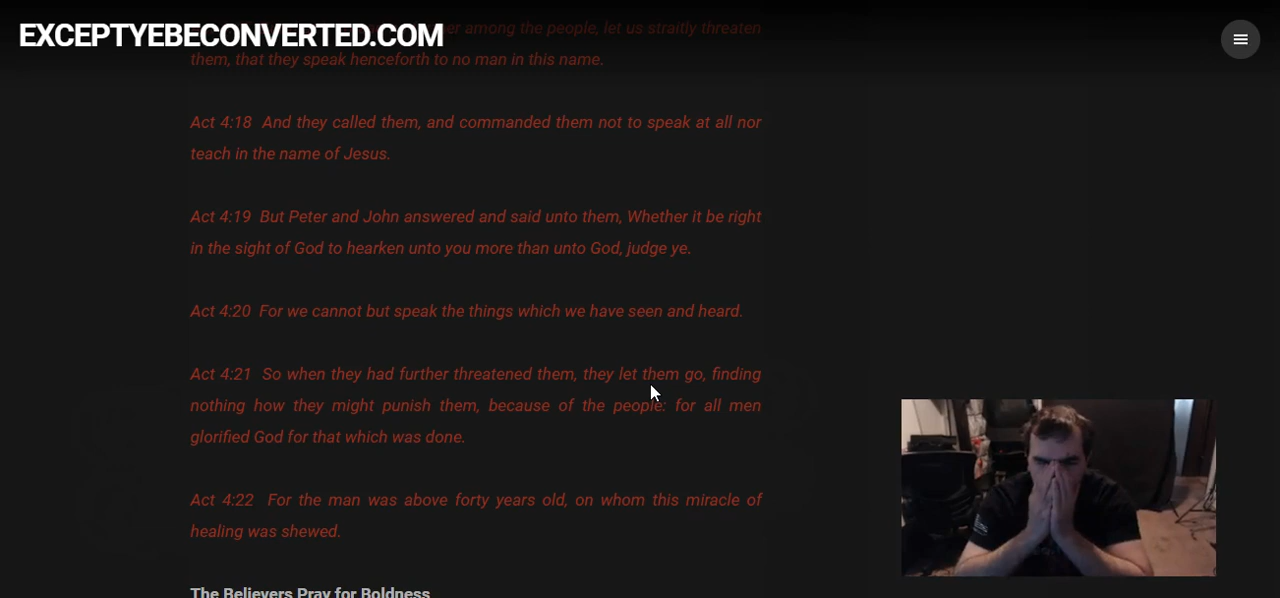 EXCEPTYEBECONVERTED.COM
er among the people, let us straitly threaten
them, that they speak henceforth to no man in this name.
Act 4:18 And they called them, and commanded them not to speak at all nor
teach in the name of Jesus.
Act 4:19 But Peter and John answered and said unto them, Whether it be right
in the sight of God to hearken unto you more than unto God, judge ye.
Act 4:20 For we cannot but speak the things which we have seen and heard.
Act 4:21 So when they had further threatened them, they let them go, finding
nothing how they might punish them, because of the people: for all men
glorified God for that which was done.
Act 4:22 For the man was above forty years old, on whom this miracle of
healing was shewed.
The Believers Pray for Boldness